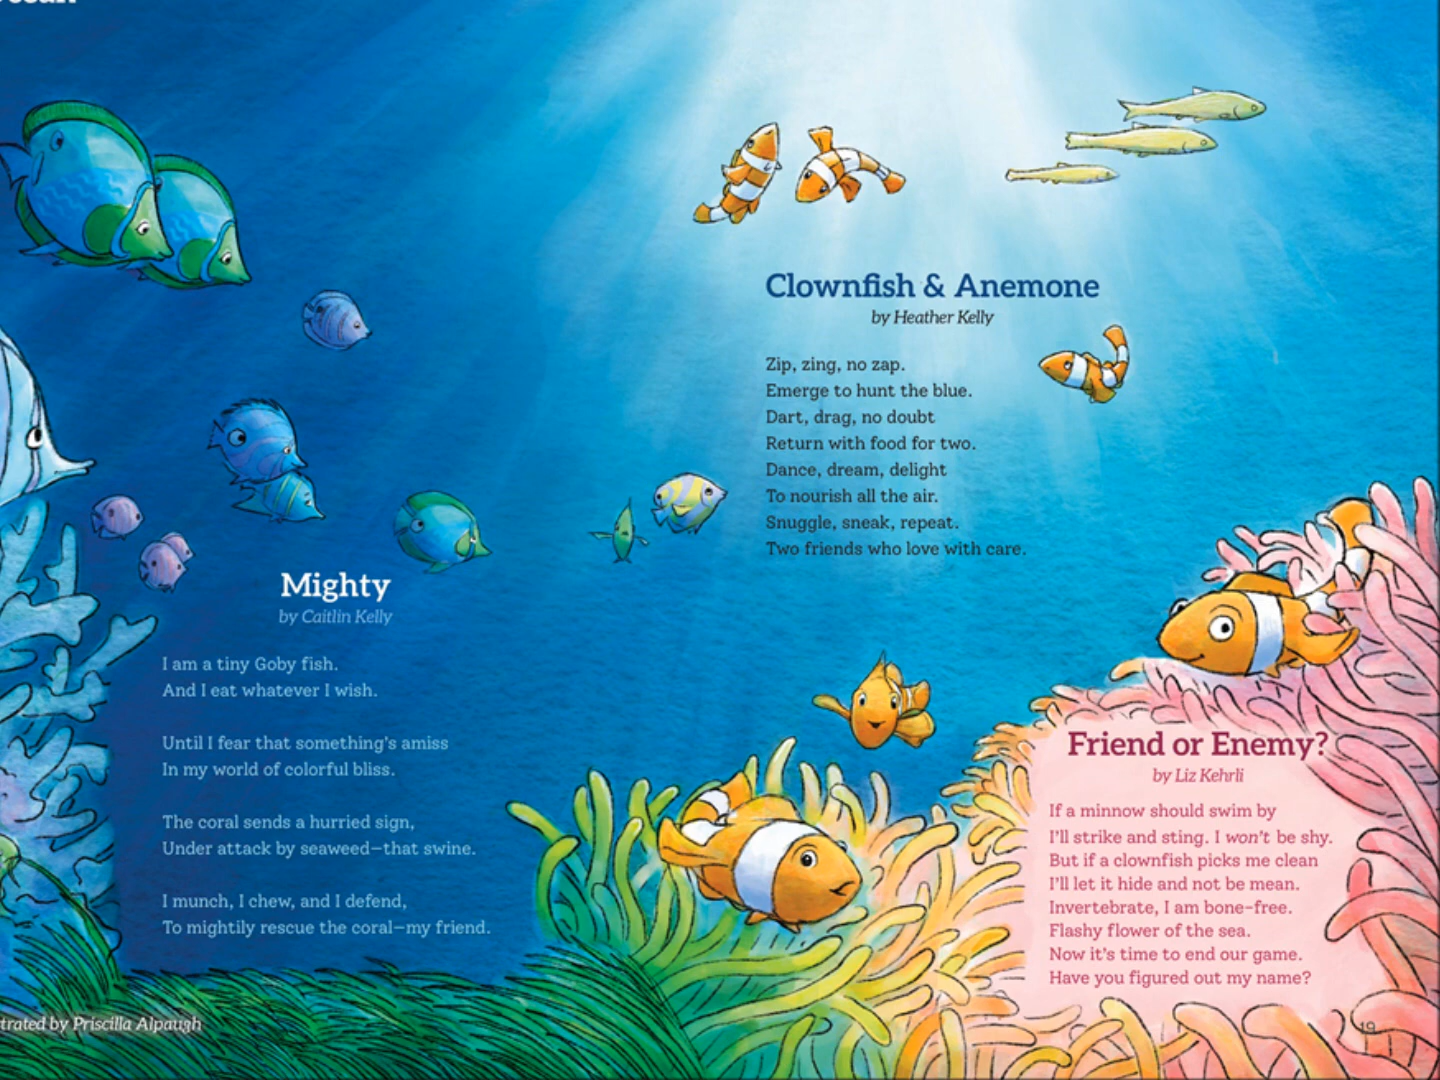 Mighty
by Caitlin Kelly
I am a tiny Goby fish.
And I eat whatever I wish.
Until I fear that something's amiss
In my world of colorful bliss.
The coral sends a hurried sign,
Under attack by seaweed—that swine.
I munch, I chew, and I defend,
To mightily rescue the coral—my friend.
Clownfish & Anemone
by Heather Kelly
Zip, zing, no zap.
Emerge to hunt the blue.
Dart, drag, no doubt
Return with food for two.
Dance, dream, delight
To nourish all the air.
Snuggle, sneak, repeat.
Two friends who love with care.
Friend or Enemy?
by Liz Kehrli
If a minnow should swim by
I'll strike and sting. I won't be shy.
But if a clownfish picks me clean
I'll let it hide and not be mean.
Invertebrate, I am bone-free.
Flashy flower of the sea.
Now it's time to end our game.
Have you figured out my name?
trated by Priscilla Alpaugh
19